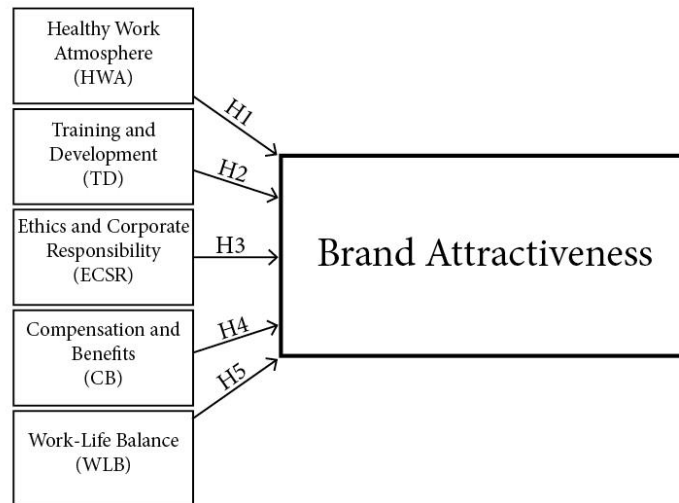 Healthy Work
Atmosphere
(HWA)
H1
Training and
Development
(TD)
H2
Ethics and Corporate
Responsibility
(ECSR)
H3
Compensation and
Benefits
(CB)
H4
Work-Life Balance
(WLB)
H5
Brand Attractiveness